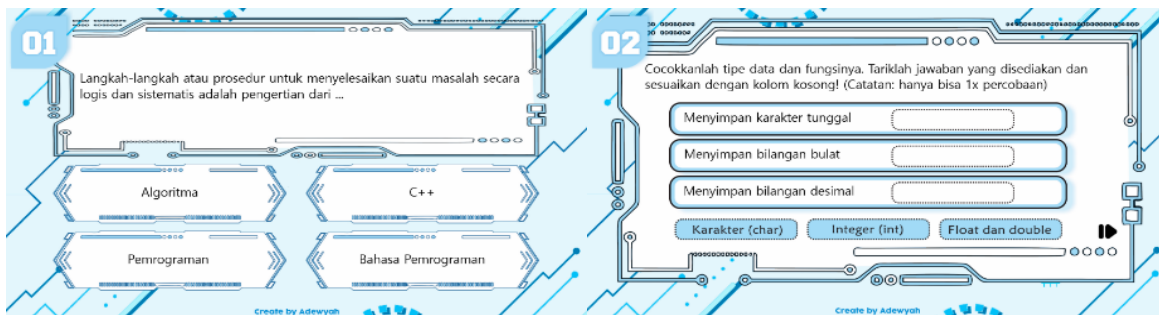 01
Langkah-langkah atau prosedur untuk menyelesaikan suatu masalah secara
logis dan sistematis adalah pengertian dari ...
Algoritma
C++
Pemrograman
Bahasa Pemrograman
Create by Adewyah
02
Cocokkanlah tipe data dan fungsinya. Tariklah jawaban yang disediakan dan
sesuaikan dengan kolom kosong! (Catatan: hanya bisa 1x percobaan)
Menyimpan karakter tunggal
Menyimpan bilangan bulat
Menyimpan bilangan desimal
Karakter (char)
Integer (int)
Float dan double
Create by Adewyah